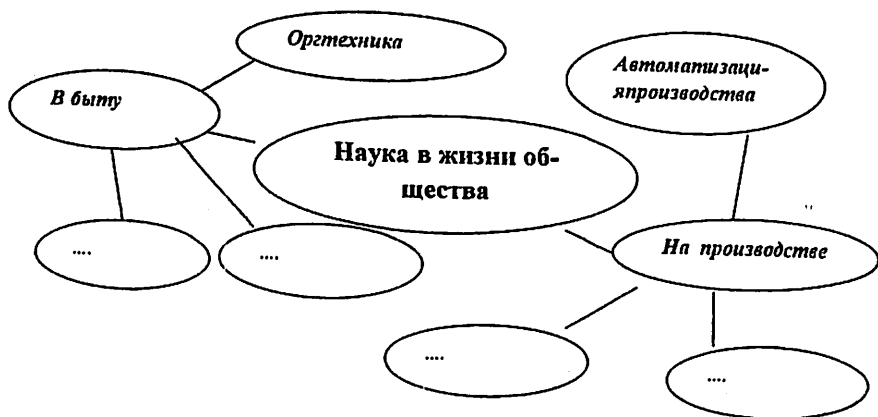 Оргтехника
Автоматизаци-
япроизводства
В быту
Наука в жизни об-
щества
....
....
На производстве
....
....